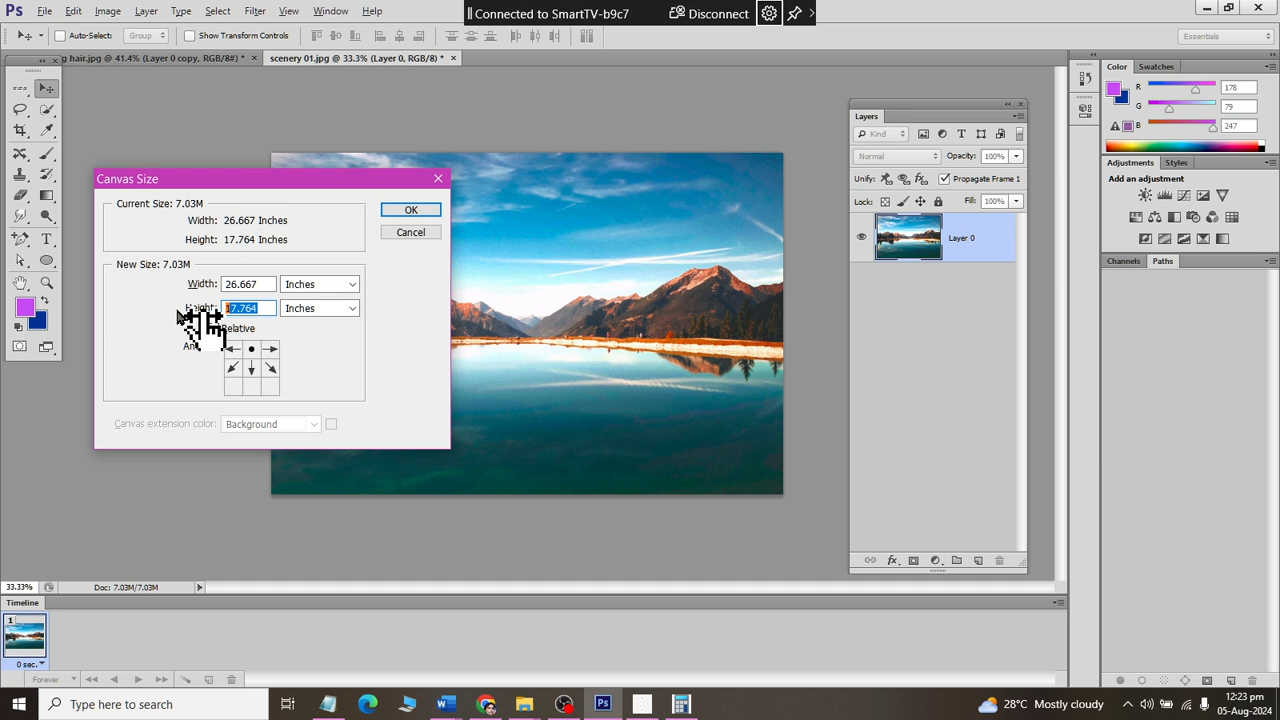 Ps File Edit Image Layer Type Select Filter View Window Help
Connected to SmartTV-b9c7 Disconnect
Auto-Select: Group Show Transform Controls Essentials
g hair.jpg @ 41.4% (Layer 0 copy, RGB/8#) * × scenery 01.jpg @ 33.3% (Layer 0, RGB/8) * ×
Color Swatches
R 178
G 79
B 247
Layers
Kind
Normal Opacity: 100%
Unify: Propagate Frame 1
Lock: Fill: 100%
Layer 0
Adjustments Styles
Add an adjustment
Channels Paths
Canvas Size
Current Size: 7.03M
Width: 26.667 Inches
Height: 17.764 Inches
OK
Cancel
New Size: 7.03M
Width: 26.667 Inches
Height: 17.764 Inches
Relative
Canvas extension color: Background
33.33% Doc: 7.03M/7.03M
Timeline
1
0 sec.
Forever
Type here to search
28°C Mostly cloudy
12:23 pm
05-Aug-2024